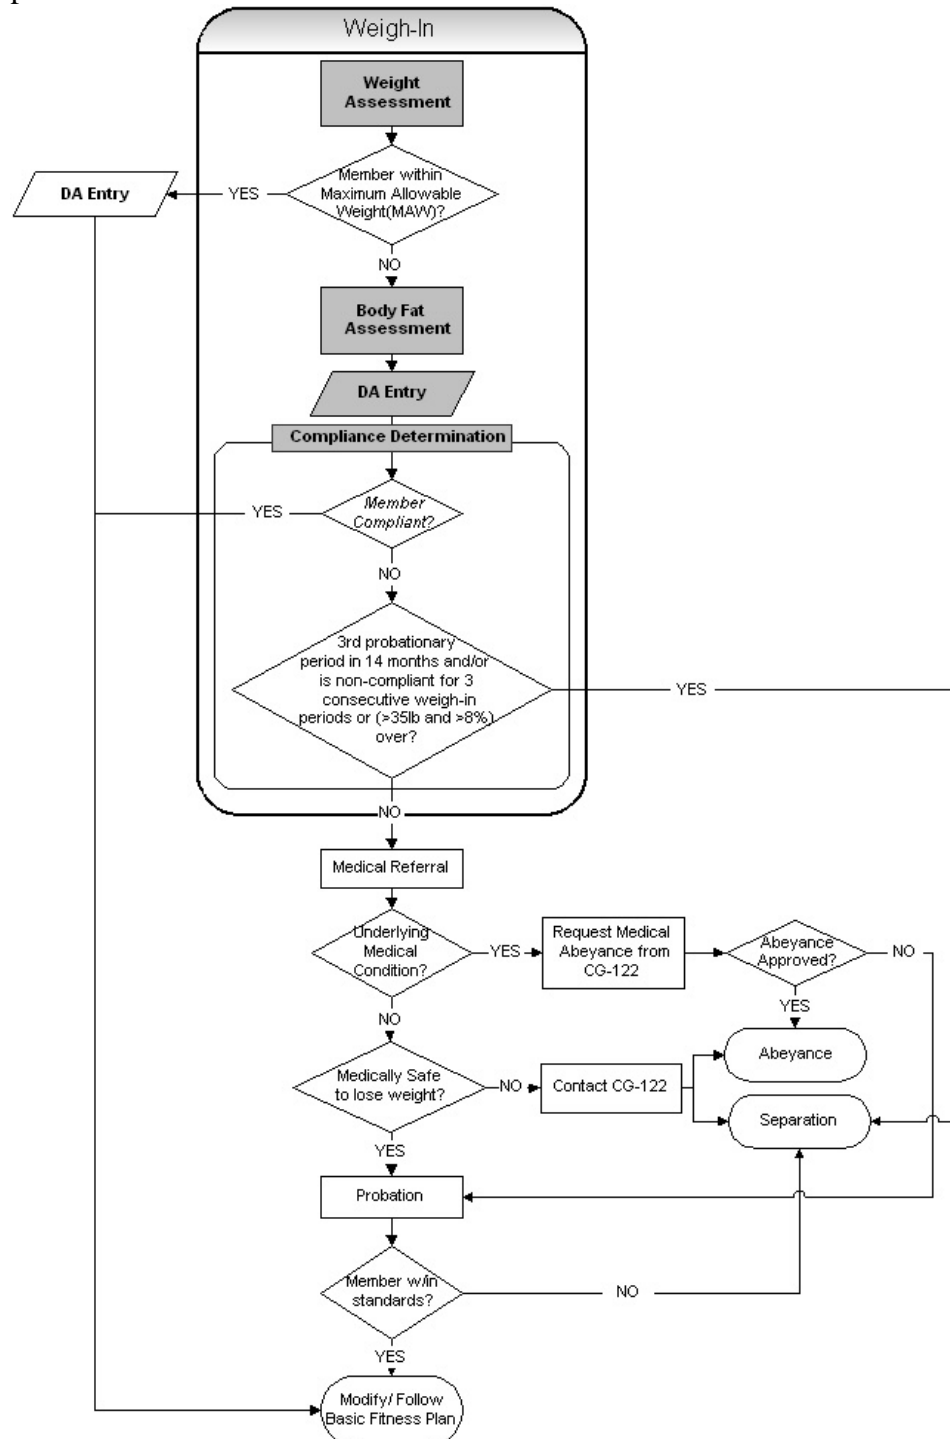 Weigh-In
Weight
Assessment
Member within
Maximum Allowable
Weight(MAW)?
YES
DA Entry
NO
Body Fat
Assessment
DA Entry
Compliance Determination
Member
Compliant?
YES
NO
3rd probationary
period in 14 months and/or
is non-compliant for 3
consecutive weigh-in
periods or (>35lb and >8%)
over?
YES
NO
Medical Referral
Underlying
Medical
Condition?
YES
Request Medical
Abeyance from
CG-122
Abeyance
Approved?
NO
YES
NO
Abeyance
Medically Safe
to lose weight?
NO
Contact CG-122
Separation
YES
Probation
Member w/in
standards?
NO
YES
Modify/ Follow
Basic Fitness Plan